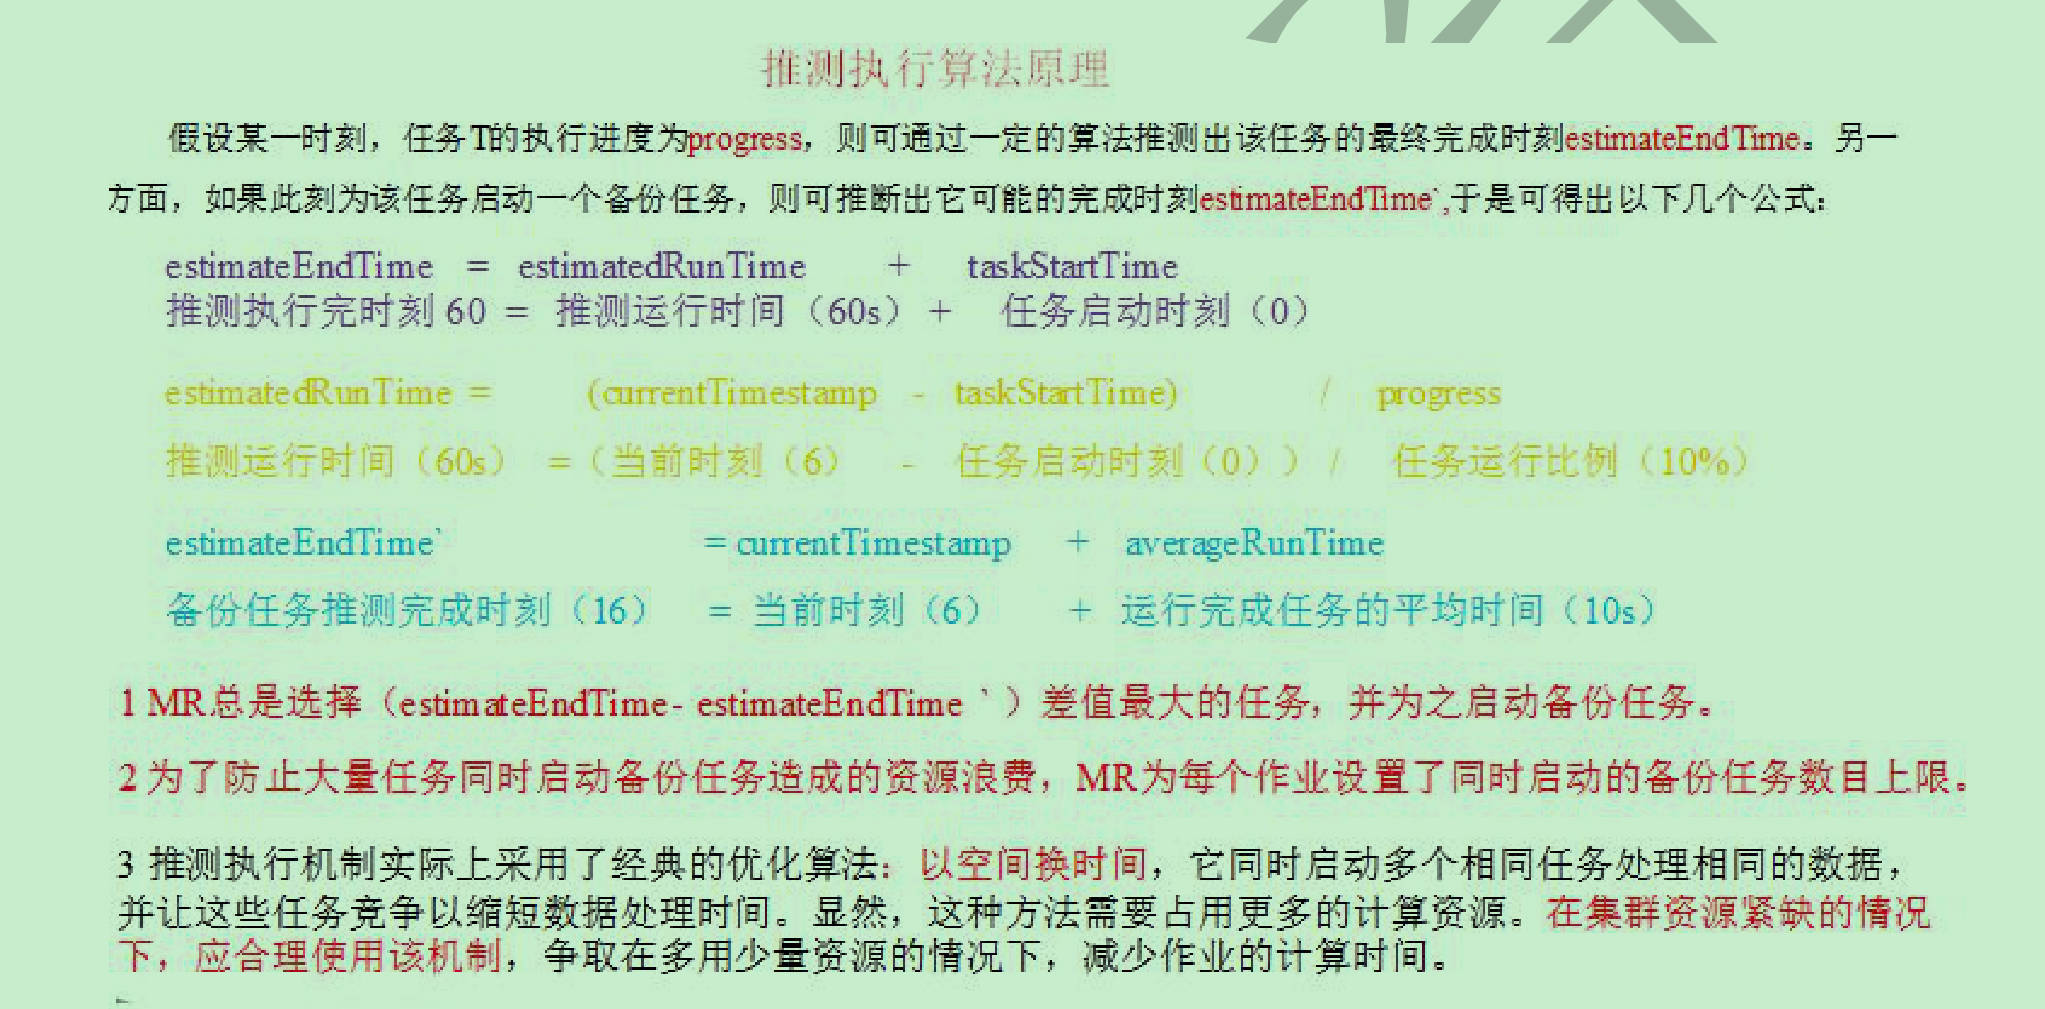 推测执行算法原理
假设某一时刻，任务T的执行进度为progress，则可通过一定的算法推测出该任务的最终完成时刻estimateEndTime。另一
方面，如果此刻为该任务启动一个备份任务，则可推断出它可能的完成时刻estimateEndTime`,于是可得出以下几个公式：
estimateEndTime = estimatedRunTime + taskStartTime
推测执行完时刻 60 = 推测运行时间（60s）+ 任务启动时刻（0）
estimatedRunTime = (currentTimestamp - taskStartTime) / progress
推测运行时间（60s） =（当前时刻（6） - 任务启动时刻（0）） / 任务运行比例（10%）
estimateEndTime` = currentTimestamp + averageRunTime
备份任务推测完成时刻（16） = 当前时刻（6） + 运行完成任务的平均时间（10s）
1 MR总是选择（estimateEndTime- estimateEndTime ` ）差值最大的任务，并为之启动备份任务。
2 为了防止大量任务同时启动备份任务造成的资源浪费，MR为每个作业设置了同时启动的备份任务数目上限。
3 推测执行机制实际上采用了经典的优化算法：以空间换时间，它同时启动多个相同任务处理相同的数据，
并让这些任务竞争以缩短数据处理时间。显然，这种方法需要占用更多的计算资源。在集群资源紧缺的情况
下，应合理使用该机制，争取在多用少量资源的情况下，减少作业的计算时间。